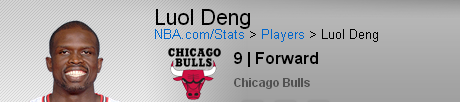 Luol Deng
NBA.com/Stats > Players > Luol Deng
CHICAGO
BULLS
9 | Forward
Chicago Bulls